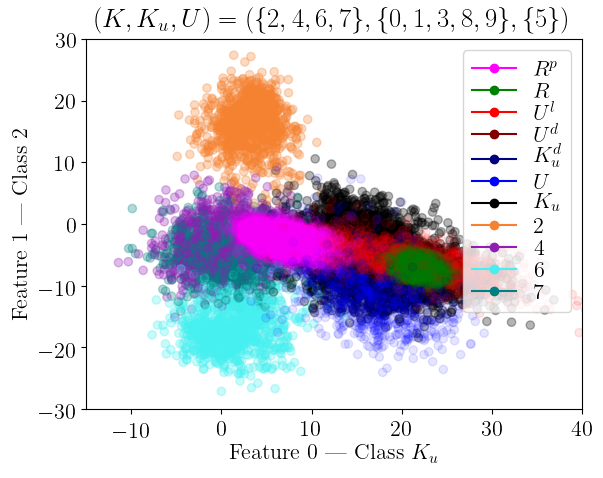 (K, K_u, U) = ({2, 4, 6, 7}, {0, 1, 3, 8, 9}, {5})
30
20
10
0
−10
−20
−30
Feature 1 — Class 2
R^p
R
U^l
U^d
K_u^d
U
K_u
2
4
6
7
−10
0
10
20
30
40
Feature 0 — Class K_u